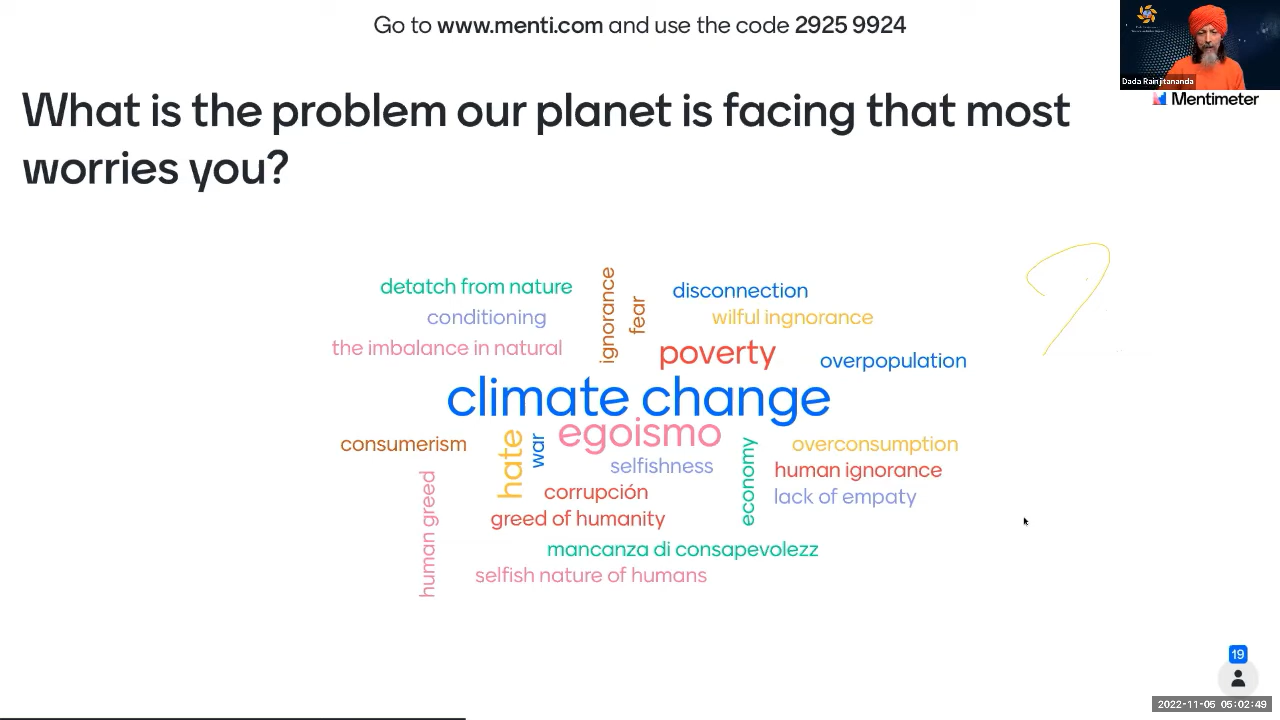 Go to www.menti.com and use the code 2925 9924
Dada Rainjitananda
Mentimeter
What is the problem our planet is facing that most
worries you?
detatch from nature
ignorance
fear
disconnection
conditioning
wilful ingnorance
the imbalance in natural
poverty
overpopulation
climate change
egoismo
consumerism
hate
war
selfishness
economy
overconsumption
human ignorance
human greed
corrupción
lack of empaty
greed of humanity
mancanza di consapevolezz
selfish nature of humans
19
2022-11-05 05:02:49